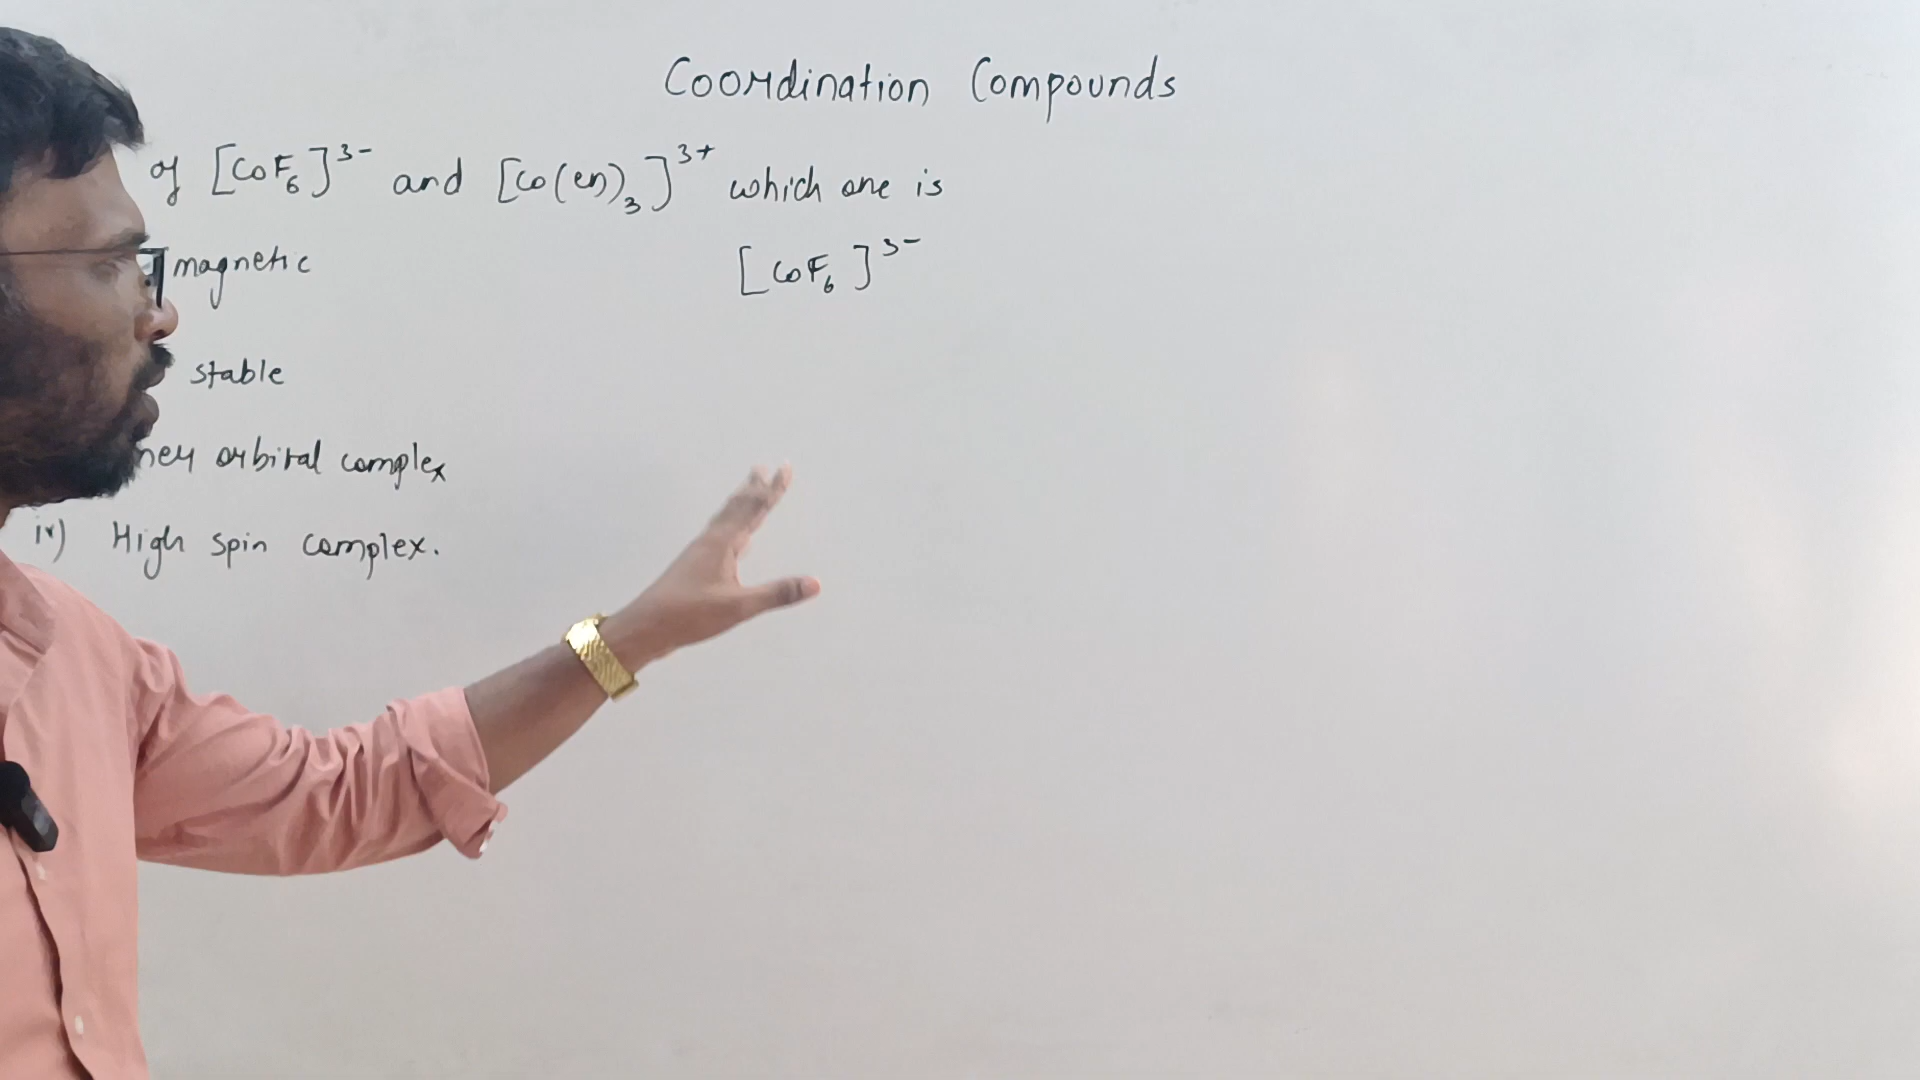 Coordination Compounds
of [CoF₆]³⁻ and [Co(en)₃]³⁺ which one is
magnetic
[CoF₆]³⁻
stable
orbital complex
iv) High spin complex.